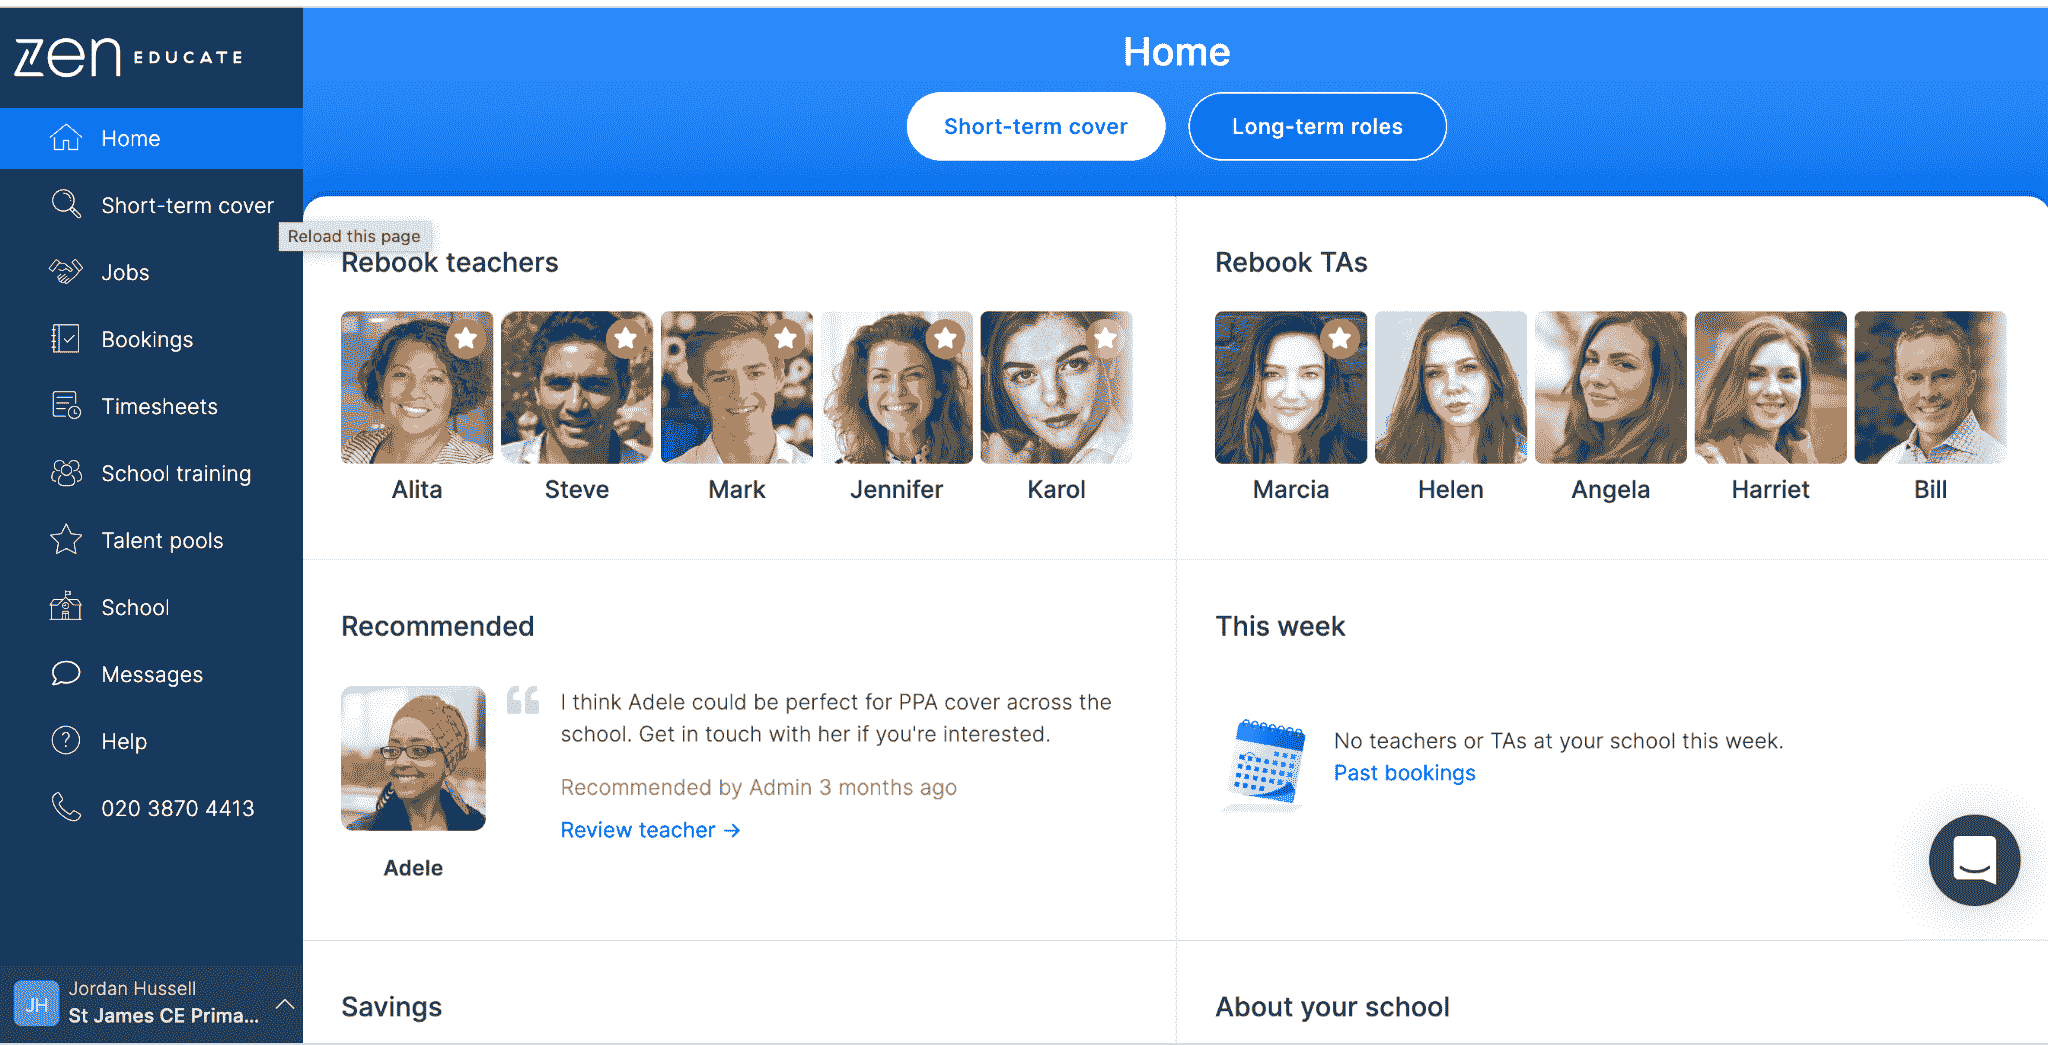 zen EDUCATE
Home
Short-term cover
Jobs
Bookings
Timesheets
School training
Talent pools
School
Messages
Help
020 3870 4413
JH
Jordan Hussell
St James CE Prima...
Reload this page
Home
Short-term cover
Long-term roles
Rebook teachers
Alita
Steve
Mark
Jennifer
Karol
Rebook TAs
Marcia
Helen
Angela
Harriet
Bill
Recommended
Adele
I think Adele could be perfect for PPA cover across the
school. Get in touch with her if you're interested.
Recommended by Admin 3 months ago
Review teacher →
This week
No teachers or TAs at your school this week.
Past bookings
Savings
About your school